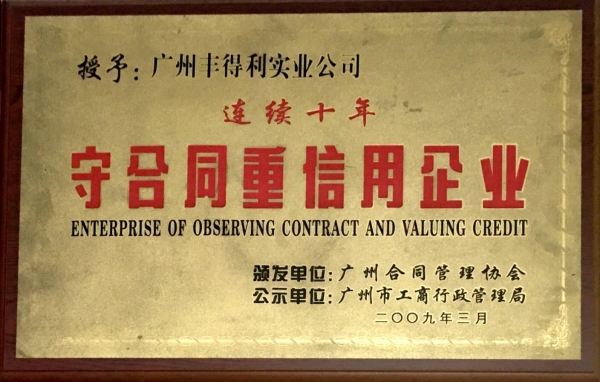 授予：广州丰得利实业公司
连续十年
守合同重信用企业
ENTERPRISE OF OBSERVING CONTRACT AND VALUING CREDIT
颁发单位：广州合同管理协会
公示单位：广州市工商行政管理局
二〇〇九年三月